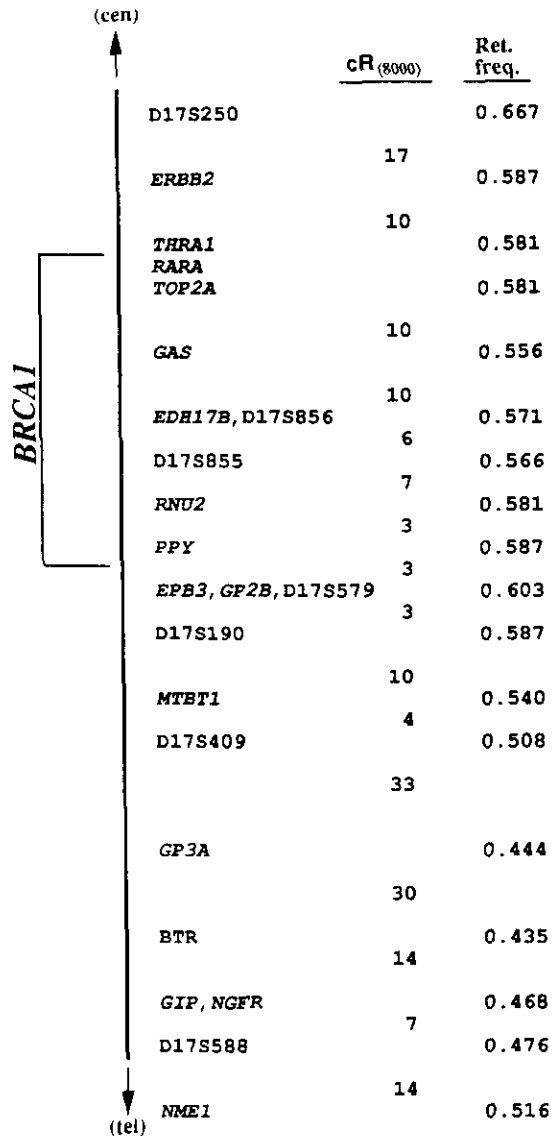 (cen)
cR(8000) Ret. freq.
D17S250 0.667
17
ERBB2 0.587
10
THRA1 0.581
RARA
TOP2A 0.581
10
GAS 0.556
10
EDH17B, D17S856 0.571
6
D17S855 0.566
7
RNU2 0.581
3
PPY 0.587
3
EPB3, GP2B, D17S579 0.603
3
D17S190 0.587
10
MTBT1 0.540
4
D17S409 0.508
33
GP3A 0.444
30
BTR 0.435
14
GIP, NGFR 0.468
7
D17S588 0.476
14
NME1 0.516
(tel)
BRCA1